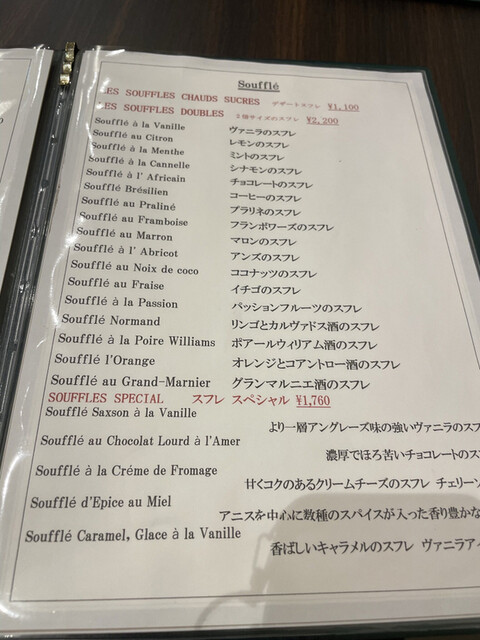 Soufflé
LES SOUFFLES CHAUDS SUCRES デザートスフレ ¥1,100
LES SOUFFLES DOUBLES 2倍サイズのスフレ ¥2,200
Soufflé à la Vanille ヴァニラのスフレ
Soufflé au Citron レモンのスフレ
Soufflé à la Menthe ミントのスフレ
Soufflé à la Cannelle シナモンのスフレ
Soufflé à l' Africain チョコレートのスフレ
Soufflé Brésilien コーヒーのスフレ
Soufflé au Praliné プラリネのスフレ
Soufflé au Framboise フランボワーズのスフレ
Soufflé au Marron マロンのスフレ
Soufflé à l' Abricot アンズのスフレ
Soufflé au Noix de coco ココナッツのスフレ
Soufflé au Fraise イチゴのスフレ
Soufflé à la Passion パッションフルーツのスフレ
Soufflé Normand リンゴとカルヴァドス酒のスフレ
Soufflé à la Poire Williams ポアールウィリアム酒のスフレ
Soufflé l'Orange オレンジとコアントロー酒のスフレ
Soufflé au Grand-Marnier グランマルニエ酒のスフレ
SOUFFLES SPECIAL スフレ スペシャル ¥1,760
Soufflé Saxson à la Vanille
より一層アングレーズ味の強いヴァニラのスフ
Soufflé au Chocolat Lourd à l'Amer
濃厚でほろ苦いチョコレートのス
Soufflé à la Créme de Fromage
甘くコクのあるクリームチーズのスフレ チェリーソ
Soufflé d'Epice au Miel
アニスを中心に数種のスパイスが入った香り豊かな
Soufflé Caramel, Glace à la Vanille
香ばしいキャラメルのスフレ ヴァニラアイ